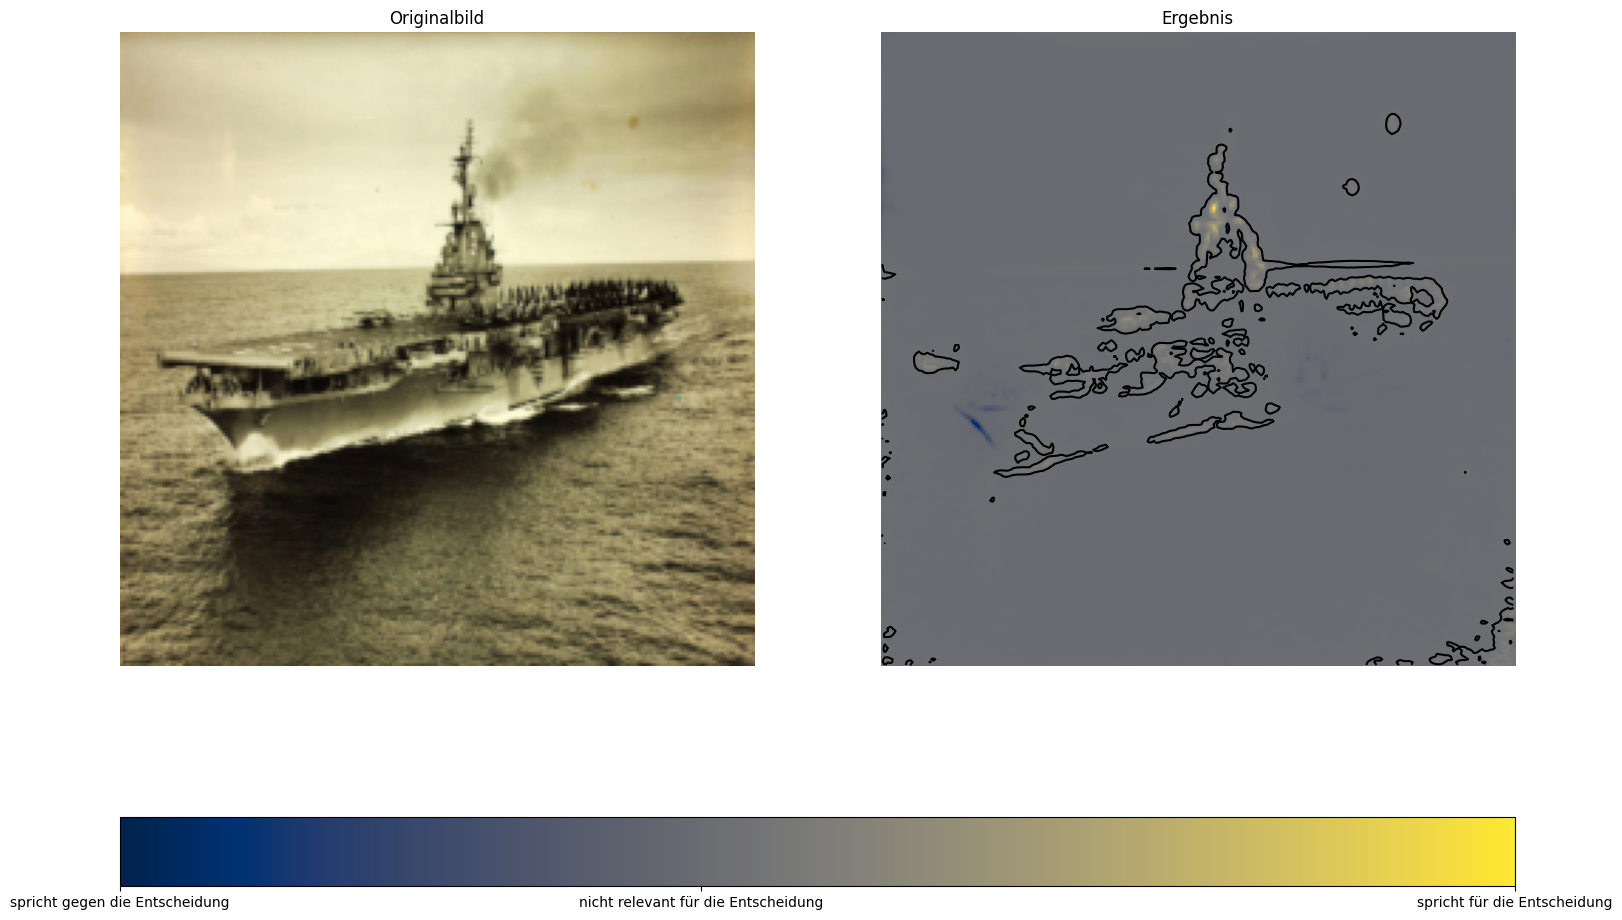 Originalbild
Ergebnis
spricht gegen die Entscheidung
nicht relevant für die Entscheidung
spricht für die Entscheidung